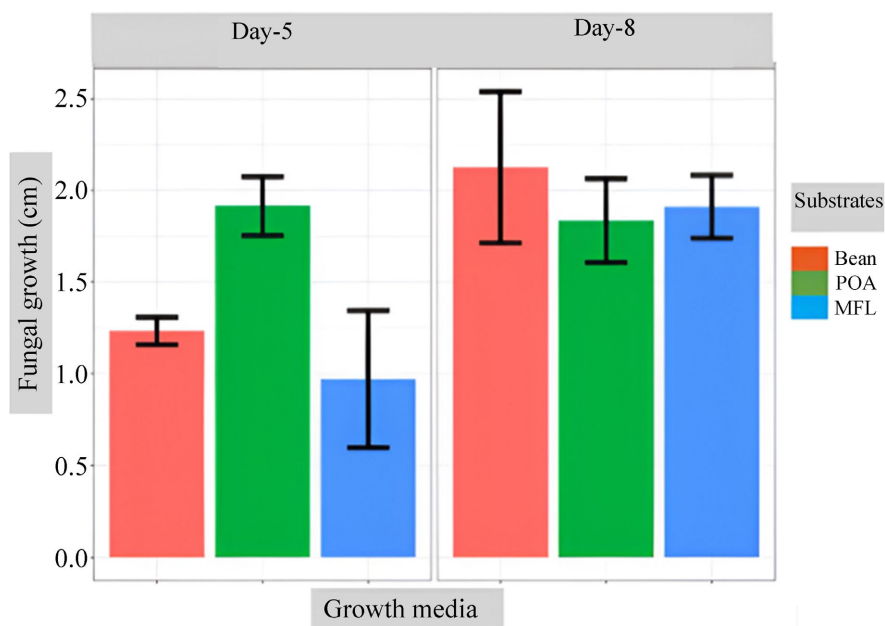 Day-5
Day-8
Fungal growth (cm)
2.5
2.0
1.5
1.0
0.5
0.0
Growth media
Substrates
Bean
POA
MFL